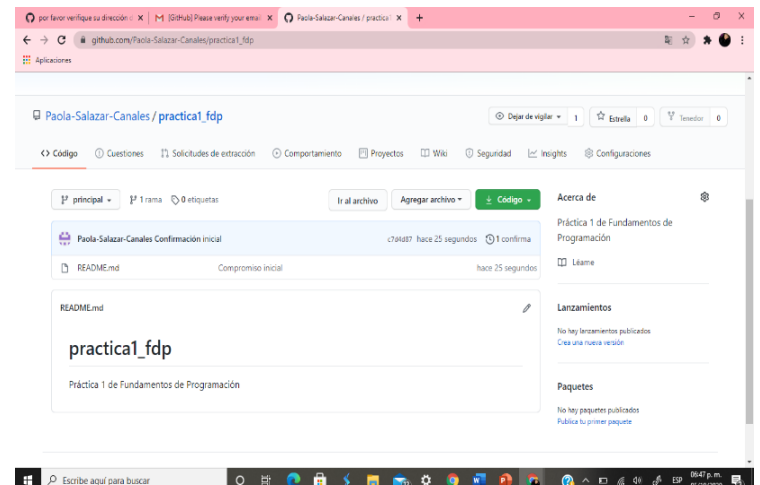 por favor verifique su dirección
[GitHub] Please verify your email
Paola-Salazar-Canales / practica
github.com/Paola-Salazar-Canales/practica1_fdp
Aplicaciones
Paola-Salazar-Canales / practica1_fdp
Dejar de vigilar 1
Estrella 0
Tenedor 0
Código Cuestiones Solicitudes de extracción Comportamiento Proyectos Wiki Seguridad Insights Configuraciones
principal 1 rama 0 etiquetas
Ir al archivo Agregar archivo Código
Paola-Salazar-Canales Confirmación inicial c7d4d87 hace 25 segundos 1 confirma
README.md Compromiso inicial hace 25 segundos
README.md
practica1_fdp
Práctica 1 de Fundamentos de Programación
Acerca de
Práctica 1 de Fundamentos de
Programación
Léame
Lanzamientos
No hay lanzamientos publicados
Crea una nueva versión
Paquetes
No hay paquetes publicados
Publica tu primer paquete
Escribe aquí para buscar
ESP
06:47 p. m.